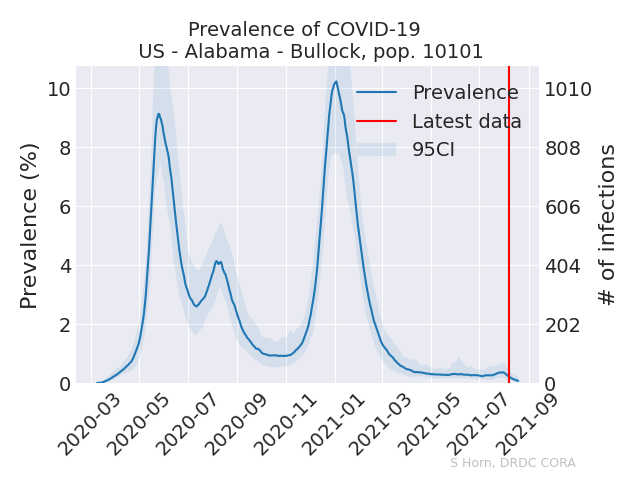 Prevalence of COVID-19
US - Alabama - Bullock, pop. 10101
Prevalence (%)
10
8
6
4
2
0
Prevalence
Latest data
95CI
1010
808
606
404
202
0
# of infections
2020-03
2020-05
2020-07
2020-09
2020-11
2021-01
2021-03
2021-05
2021-07
2021-09
S Horn, DRDC CORA